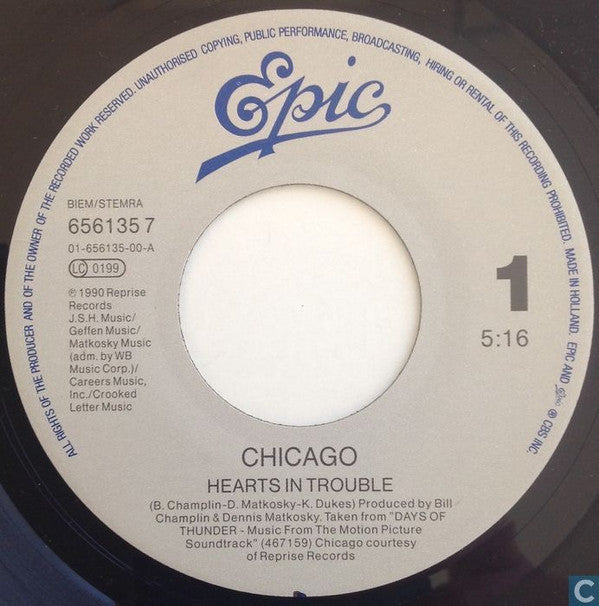 ALL RIGHTS OF THE PRODUCER AND OF THE OWNER OF THE RECORDED WORK RESERVED. UNAUTHORISED COPYING, PUBLIC PERFORMANCE, BROADCASTING, HIRING OR RENTAL OF THIS RECORDING PROHIBITED. MADE IN HOLLAND. EPIC AND Epic ® CBS INC.
Epic
BIEM/STEMRA
656135 7
01-656135-00-A
LC 0199
℗ 1990 Reprise
Records
J.S.H. Music/
Geffen Music/
Matkosky Music
(adm. by WB
Music Corp.)/
Careers Music,
Inc./Crooked
Letter Music
1
5:16
CHICAGO
HEARTS IN TROUBLE
(B. Champlin-D. Matkosky-K. Dukes) Produced by Bill
Champlin & Dennis Matkosky. Taken from "DAYS OF
THUNDER - Music From The Motion Picture
Soundtrack" (467159) Chicago courtesy
of Reprise Records
C